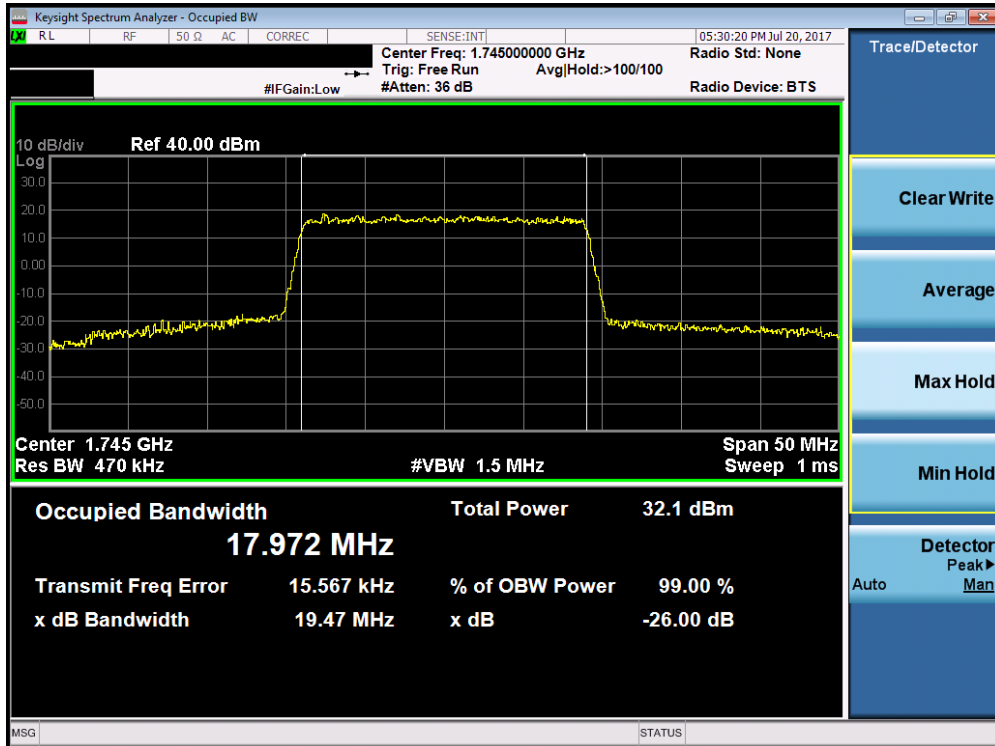 Keysight Spectrum Analyzer - Occupied BW
LXI RL RF 50 Ω AC CORREC SENSE:INT 05:30:20 PM Jul 20, 2017
Center Freq: 1.745000000 GHz Radio Std: None
Trig: Free Run Avg|Hold:>100/100
#IFGain:Low #Atten: 36 dB Radio Device: BTS
10 dB/div Ref 40.00 dBm
Log
30.0
20.0
10.0
0.00
-10.0
-20.0
-30.0
-40.0
-50.0
Center 1.745 GHz Span 50 MHz
Res BW 470 kHz #VBW 1.5 MHz Sweep 1 ms
Occupied Bandwidth Total Power 32.1 dBm
17.972 MHz
Transmit Freq Error 15.567 kHz % of OBW Power 99.00 %
x dB Bandwidth 19.47 MHz x dB -26.00 dB
MSG STATUS
Trace/Detector
Clear Write
Average
Max Hold
Min Hold
Detector
Peak▶
Auto Man